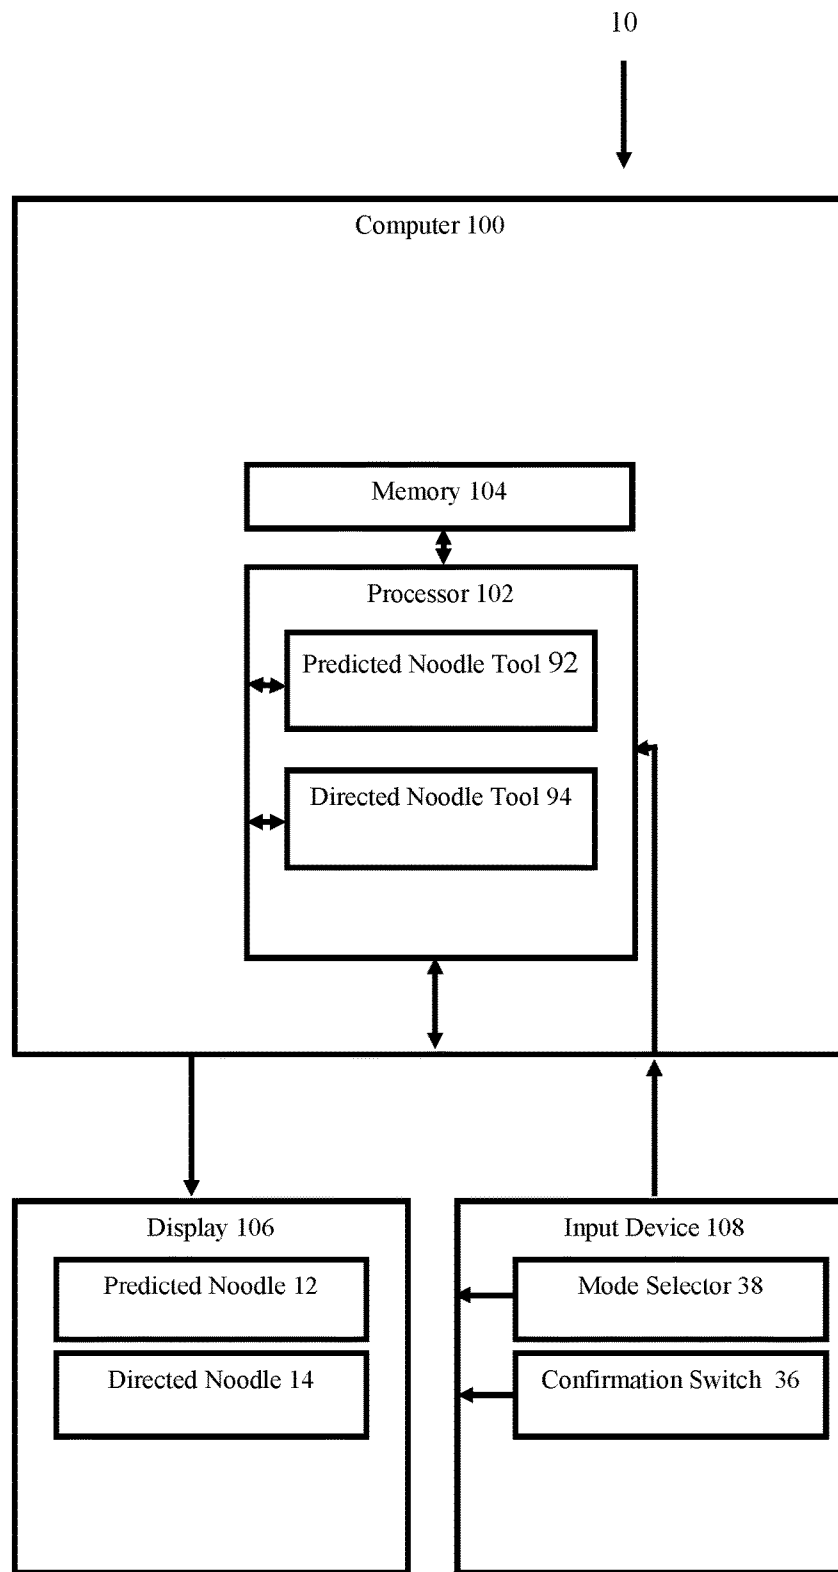 10
Computer 100
Memory 104
Processor 102
Predicted Noodle Tool 92
Directed Noodle Tool 94
Display 106
Predicted Noodle 12
Directed Noodle 14
Input Device 108
Mode Selector 38
Confirmation Switch 36